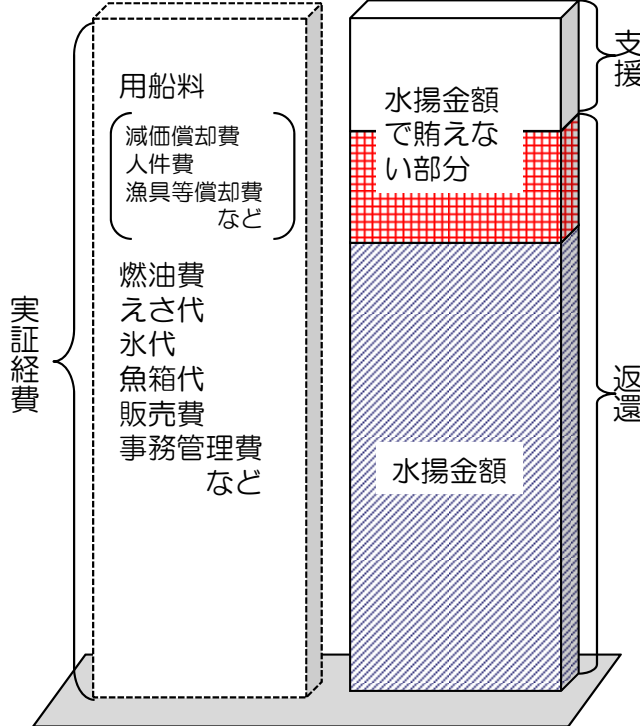 実証経費
用船料
減価償却費
人件費
漁具等償却費
など
燃油費
えさ代
氷代
魚箱代
販売費
事務管理費
など
水揚金額
で賄えな
い部分
水揚金額
支援
返還